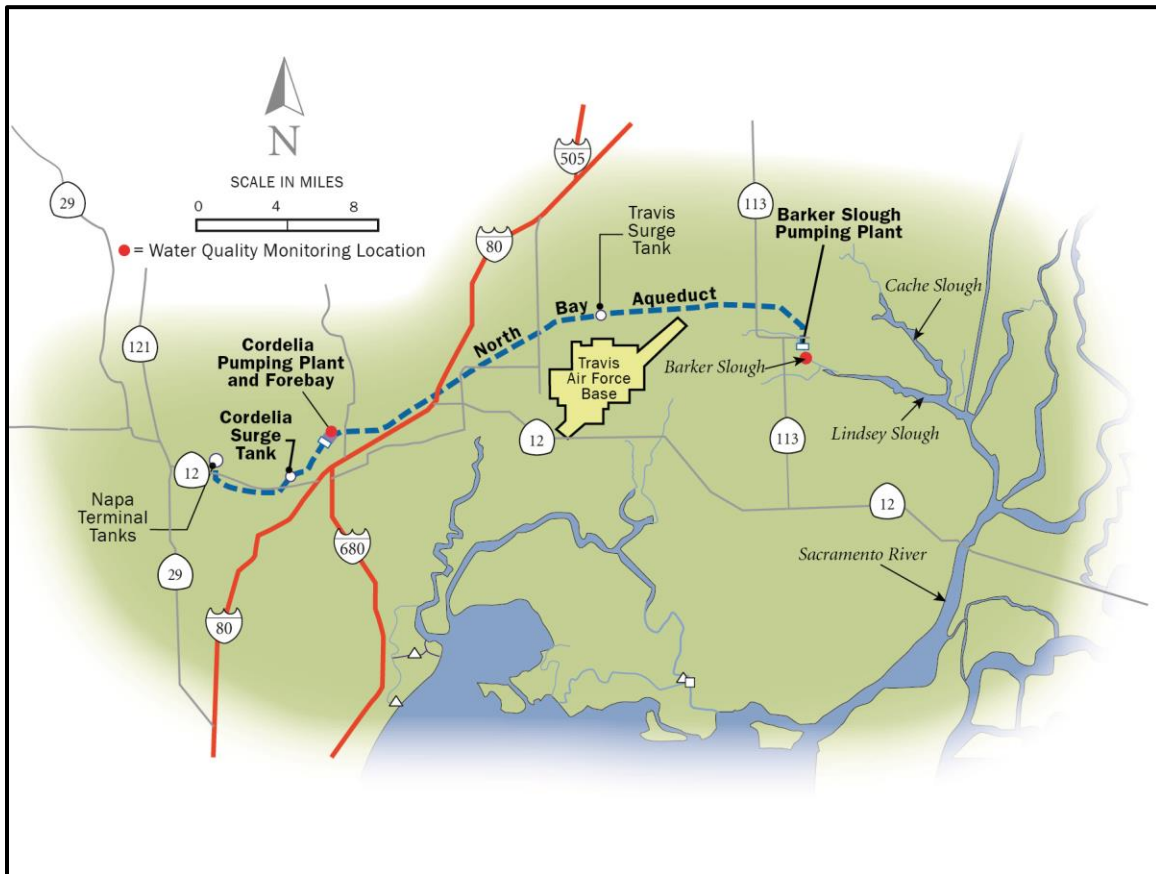 N
SCALE IN MILES
0 4 8
= Water Quality Monitoring Location
29
121
505
80
113
Travis
Surge
Tank
Barker Slough
Pumping Plant
Cache Slough
North Bay Aqueduct
Cordelia
Pumping Plant
and Forebay
Travis
Air Force
Base
Barker Slough
Lindsey Slough
Cordelia
Surge
Tank
12
113
12
Napa
Terminal
Tanks
12
Sacramento River
29
680
80